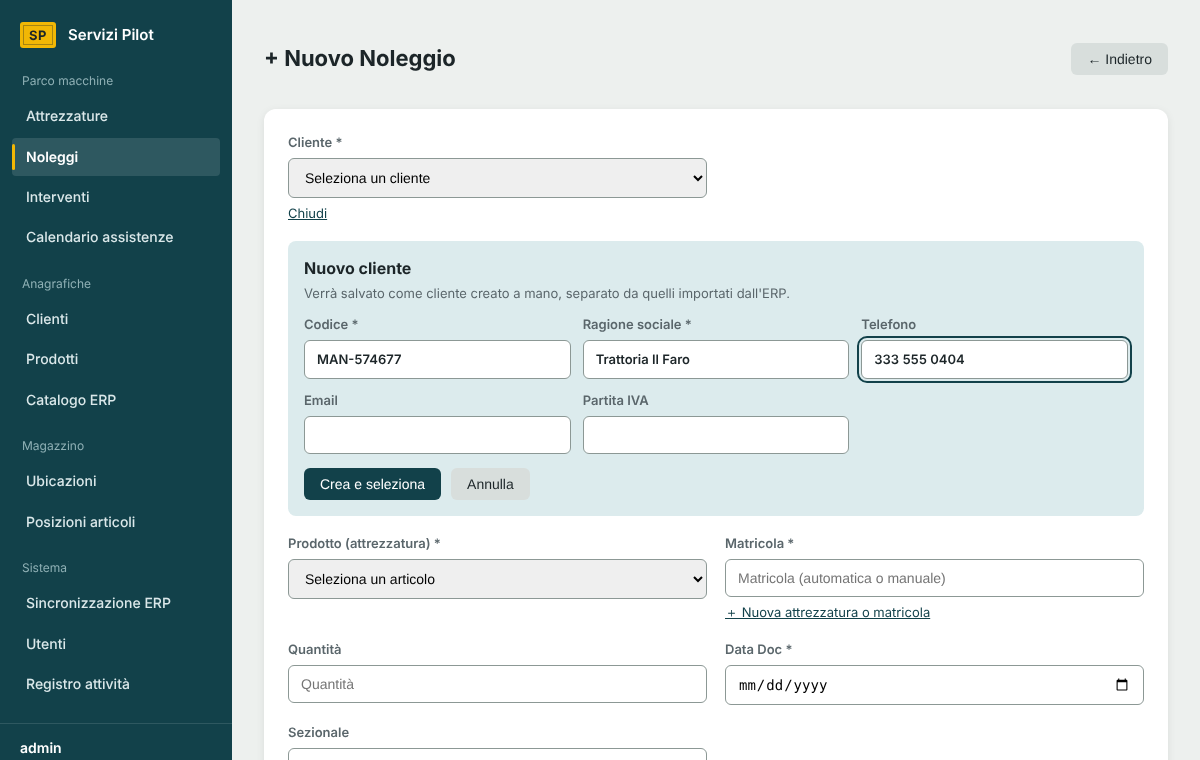 SP Servizi Pilot
Parco macchine
Attrezzature
Noleggi
Interventi
Calendario assistenze
Anagrafiche
Clienti
Prodotti
Catalogo ERP
Magazzino
Ubicazioni
Posizioni articoli
Sistema
Sincronizzazione ERP
Utenti
Registro attività
admin
+ Nuovo Noleggio
← Indietro
Cliente *
Seleziona un cliente
Chiudi
Nuovo cliente
Verrà salvato come cliente creato a mano, separato da quelli importati dall'ERP.
Codice * Ragione sociale * Telefono
MAN-574677 Trattoria Il Faro 333 555 0404
Email Partita IVA
Crea e seleziona Annulla
Prodotto (attrezzatura) * Matricola *
Seleziona un articolo Matricola (automatica o manuale)
+ Nuova attrezzatura o matricola
Quantità Data Doc *
Quantità mm/dd/yyyy
Sezionale